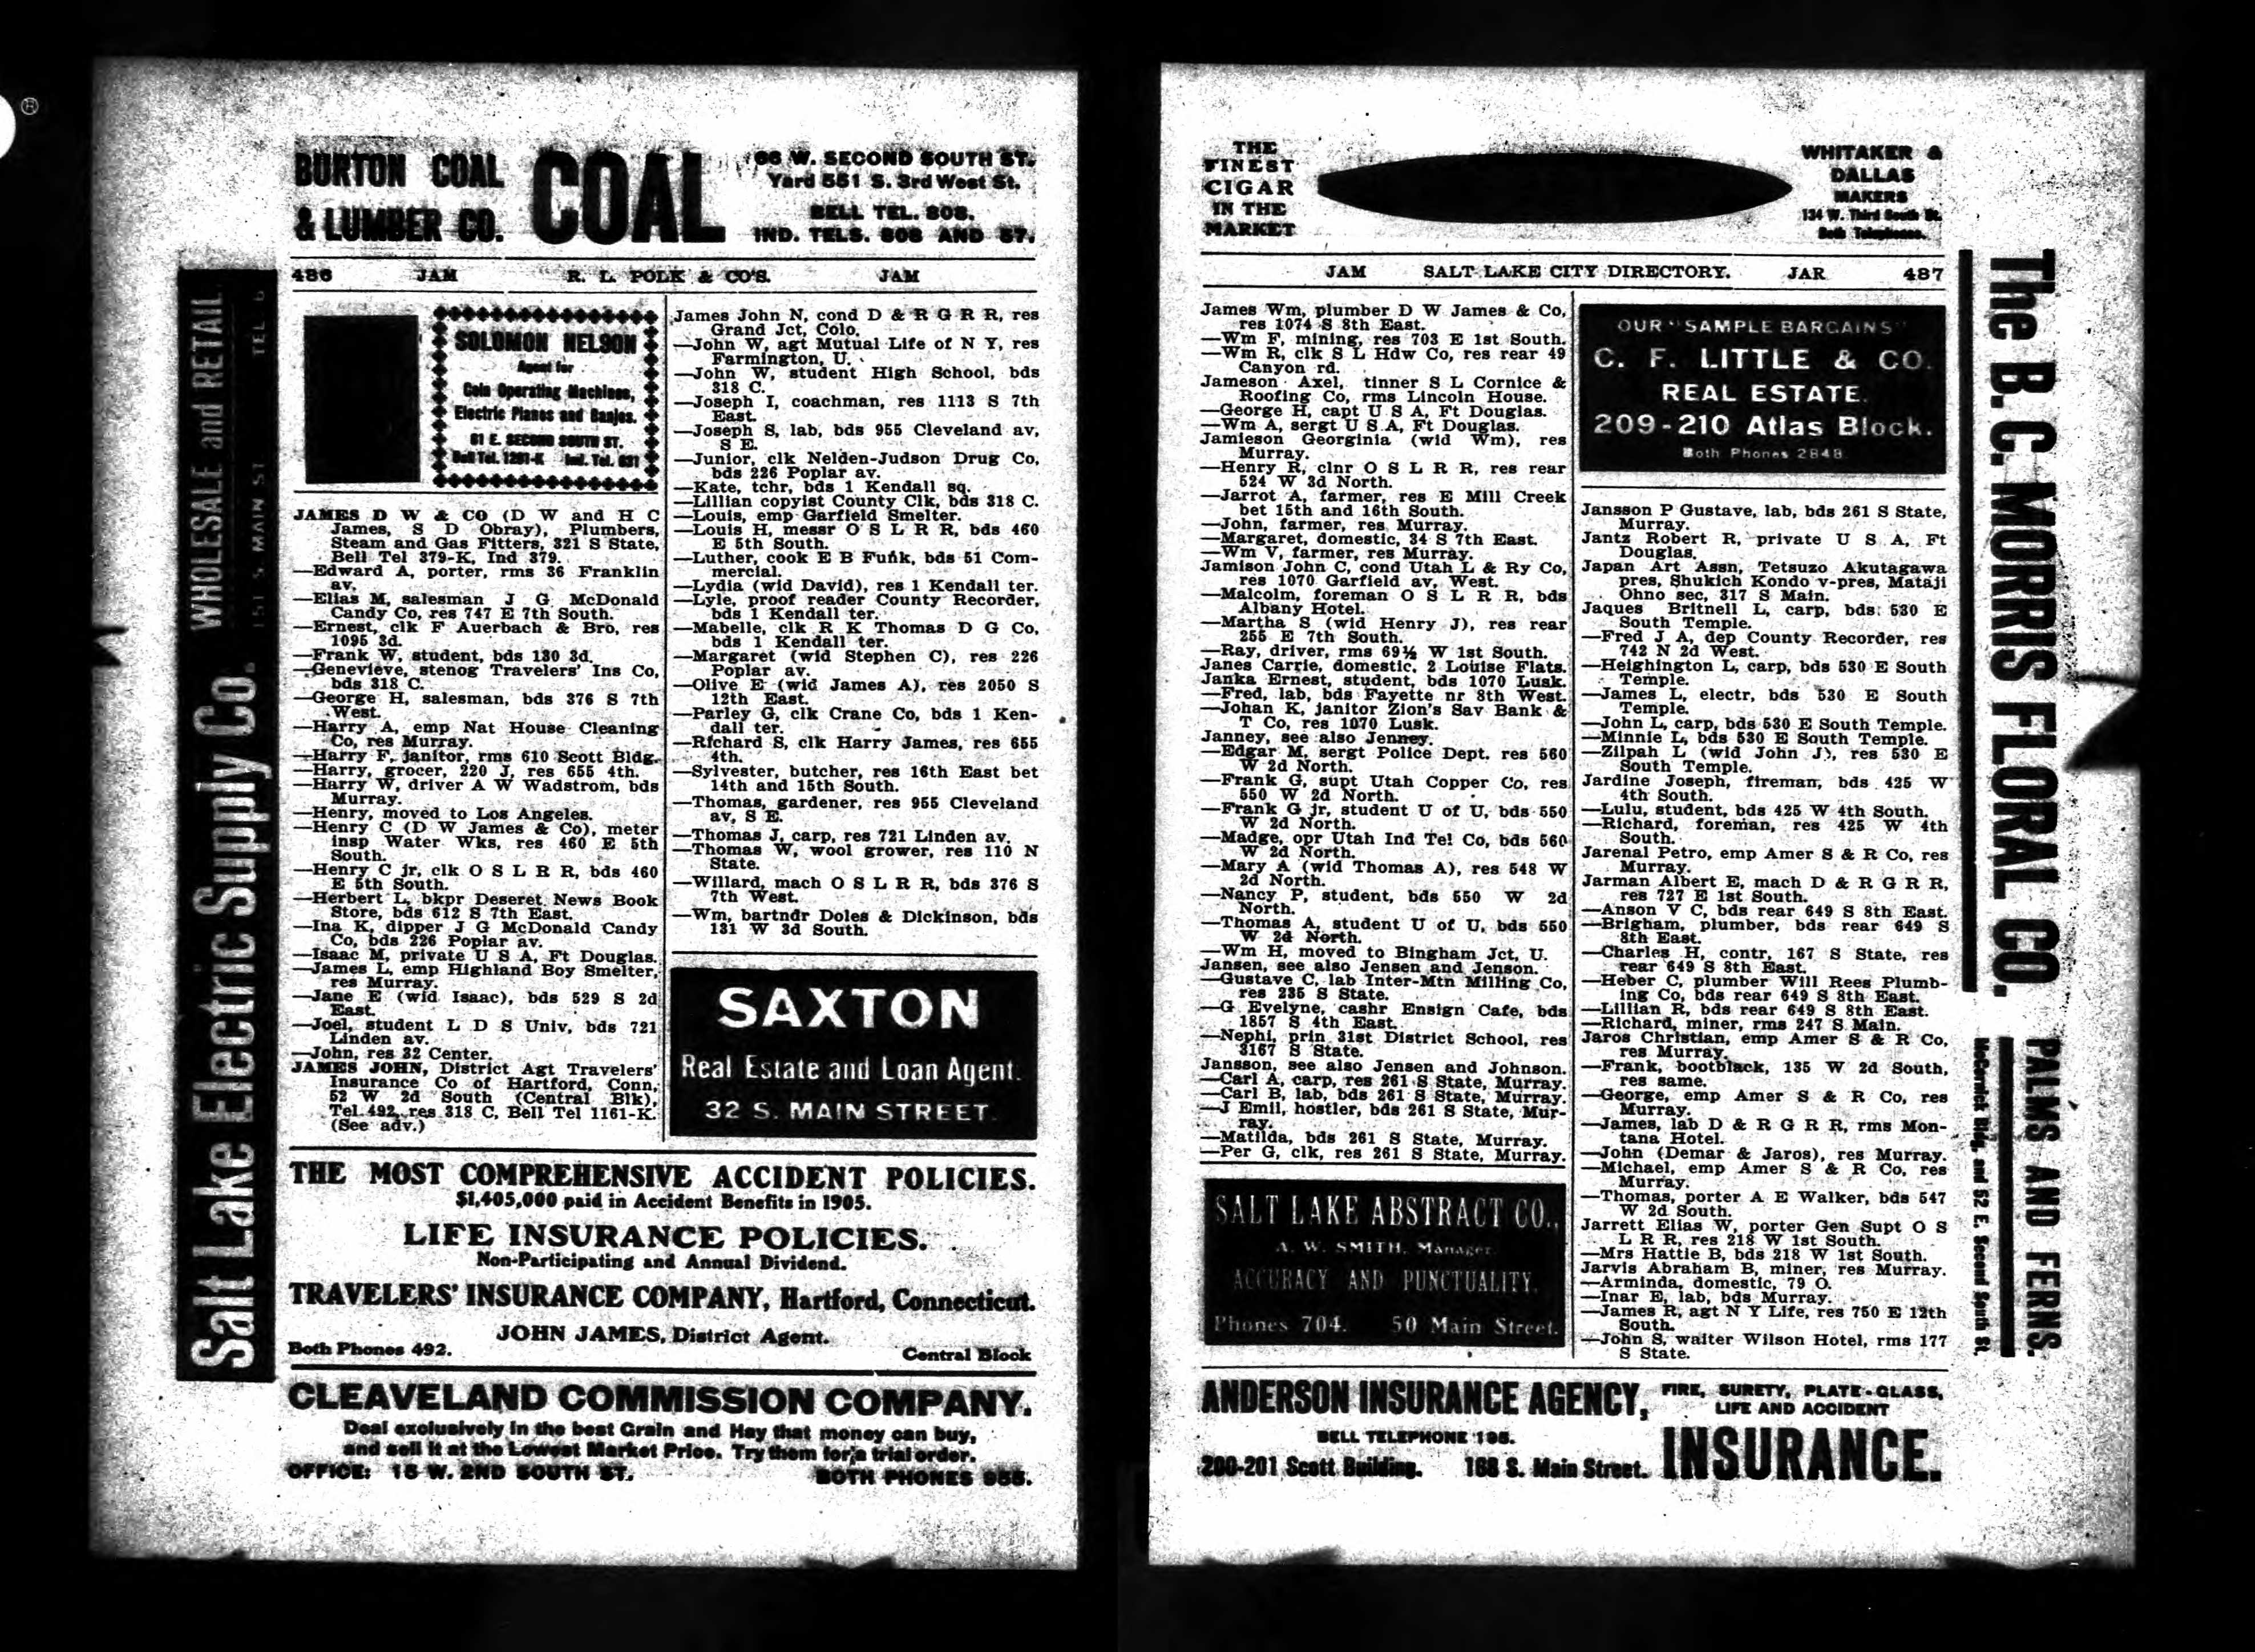 BURTON COAL
& LUMBER CO.
COAL
66 W. SECOND SOUTH ST.
Yard 551 S. 3rd West St.
BELL TEL. 808.
IND. TELS. 808 AND 87.
486 JAM R. L. POLK & CO'S. JAM
WHOLESALE and RETAIL
151 S. MAIN ST TEL 6
Salt Lake Electric Supply Co.
SOLOMON NELSON
Agent for
Coin Operating Machines,
Electric Pianos and Banjos.
51 E. SECOND SOUTH ST.
Bell Tel. 1291-K Ind. Tel. 631
JAMES D W & CO (D W and H C
James, S D Obray), Plumbers,
Steam and Gas Fitters, 321 S State,
Bell Tel 379-K, Ind 379.
—Edward A, porter, rms 36 Franklin
av.
—Elias M, salesman J G McDonald
Candy Co, res 747 E 7th South.
—Ernest, clk F Auerbach & Bro, res
1095 3d.
—Frank W, student, bds 130 3d.
—Genevieve, stenog Travelers' Ins Co,
bds 318 C.
—George H, salesman, bds 376 S 7th
West.
—Harry A, emp Nat House Cleaning
Co, res Murray.
—Harry F, janitor, rms 610 Scott Bldg.
—Harry, grocer, 220 J, res 655 4th.
—Harry W, driver A W Wadstrom, bds
Murray.
—Henry, moved to Los Angeles.
—Henry C (D W James & Co), meter
insp Water Wks, res 460 E 5th
South.
—Henry C jr, clk O S L R R, bds 460
E 5th South.
—Herbert L, bkpr Deseret News Book
Store, bds 612 S 7th East.
—Ina K, dipper J G McDonald Candy
Co, bds 226 Poplar av.
—Isaac M, private U S A, Ft Douglas.
—James L, emp Highland Boy Smelter,
res Murray.
—Jane E (wid Isaac), bds 529 S 2d
East.
—Joel, student L D S Univ, bds 721
Linden av.
—John, res 32 Center.
JAMES JOHN, District Agt Travelers'
Insurance Co of Hartford, Conn,
52 W 2d South (Central Blk),
Tel 492, res 318 C, Bell Tel 1161-K.
(See adv.)
James John N, cond D & R G R R, res
Grand Jct, Colo.
—John W, agt Mutual Life of N Y, res
Farmington, U.
—John W, student High School, bds
318 C.
—Joseph I, coachman, res 1113 S 7th
East.
—Joseph S, lab, bds 955 Cleveland av,
S E.
—Junior, clk Nelden-Judson Drug Co,
bds 226 Poplar av.
—Kate, tchr, bds 1 Kendall sq.
—Lillian copyist County Clk, bds 318 C.
—Louis, emp Garfield Smelter.
—Louis H, messr O S L R R, bds 460
E 5th South.
—Luther, cook E B Funk, bds 51 Com-
mercial.
—Lydia (wid David), res 1 Kendall ter.
—Lyle, proof reader County Recorder,
bds 1 Kendall ter.
—Mabelle, clk R K Thomas D G Co,
bds 1 Kendall ter.
—Margaret (wid Stephen C), res 226
Poplar av.
—Olive E (wid James A), res 2050 S
12th East.
—Parley G, clk Crane Co, bds 1 Ken-
dall ter.
—Richard S, clk Harry James, res 655
4th.
—Sylvester, butcher, res 16th East bet
14th and 15th South.
—Thomas, gardener, res 955 Cleveland
av, S E.
—Thomas J, carp, res 721 Linden av.
—Thomas W, wool grower, res 110 N
State.
—Willard, mach O S L R R, bds 376 S
7th West.
—Wm, bartndr Doles & Dickinson, bds
131 W 3d South.
SAXTON
Real Estate and Loan Agent.
32 S. MAIN STREET.
THE MOST COMPREHENSIVE ACCIDENT POLICIES.
$1,405,000 paid in Accident Benefits in 1905.
LIFE INSURANCE POLICIES.
Non-Participating and Annual Dividend.
TRAVELERS' INSURANCE COMPANY, Hartford, Connecticut.
JOHN JAMES, District Agent.
Both Phones 492. Central Block
CLEAVELAND COMMISSION COMPANY.
Deal exclusively in the best Grain and Hay that money can buy,
and sell it at the Lowest Market Price. Try them for a trial order.
OFFICE: 15 W. 2ND SOUTH ST. BOTH PHONES 955.
THE
FINEST
CIGAR
IN THE
MARKET
WHITAKER &
DALLAS
MAKERS
134 W. Third South St.
Both Telephones.
JAM SALT LAKE CITY DIRECTORY. JAR 487
James Wm, plumber D W James & Co,
res 1074 S 8th East.
—Wm F, mining, res 703 E 1st South.
—Wm R, clk S L Hdw Co, res rear 49
Canyon rd.
Jameson Axel, tinner S L Cornice &
Roofing Co, rms Lincoln House.
—George H, capt U S A, Ft Douglas.
—Wm A, sergt U S A, Ft Douglas.
Jamieson Georginia (wid Wm), res
Murray.
—Henry R, clnr O S L R R, res rear
524 W 3d North.
—Jarrot A, farmer, res E Mill Creek
bet 15th and 16th South.
—John, farmer, res Murray.
—Margaret, domestic, 34 S 7th East.
—Wm V, farmer, res Murray.
Jamison John C, cond Utah L & Ry Co,
res 1070 Garfield av, West.
—Malcolm, foreman O S L R R, bds
Albany Hotel.
—Martha S (wid Henry J), res rear
255 E 7th South.
—Ray, driver, rms 69½ W 1st South.
Janes Carrie, domestic, 2 Louise Flats.
Janka Ernest, student, bds 1070 Lusk.
—Fred, lab, bds Fayette nr 8th West.
—Johan K, janitor Zion's Sav Bank &
T Co, res 1070 Lusk.
Janney, see also Jenney.
—Edgar M, sergt Police Dept. res 560
W 2d North.
—Frank G, supt Utah Copper Co, res
550 W 2d North.
—Frank G jr, student U of U, bds 550
W 2d North.
—Madge, opr Utah Ind Tel Co, bds 560
W 2d North.
—Mary A (wid Thomas A), res 548 W
2d North.
—Nancy P, student, bds 550 W 2d
North.
—Thomas A, student U of U, bds 550
W 2d North.
—Wm H, moved to Bingham Jct, U.
Jansen, see also Jensen and Jenson.
—Gustave C, lab Inter-Mtn Milling Co,
res 235 S State.
—G Evelyne, cashr Ensign Cafe, bds
1857 S 4th East.
—Nephi, prin 31st District School, res
3167 S State.
Jansson, see also Jensen and Johnson.
—Carl A, carp, res 261 S State, Murray.
—Carl B, lab, bds 261 S State, Murray.
—J Emil, hostler, bds 261 S State, Mur-
ray.
—Matilda, bds 261 S State, Murray.
—Per G, clk, res 261 S State, Murray.
SALT LAKE ABSTRACT CO.,
A. W. SMITH, Manager.
ACCURACY AND PUNCTUALITY.
Phones 704. 50 Main Street.
OUR "SAMPLE BARGAINS"
C. F. LITTLE & CO.
REAL ESTATE.
209-210 Atlas Block.
Both Phones 2848
Jansson P Gustave, lab, bds 261 S State,
Murray.
Jantz Robert R, private U S A, Ft
Douglas.
Japan Art Assn, Tetsuzo Akutagawa
pres, Shukich Kondo v-pres, Mataji
Ohno sec, 317 S Main.
Jaques Britnell L, carp, bds 530 E
South Temple.
—Fred J A, dep County Recorder, res
742 N 2d West.
—Heighington L, carp, bds 530 E South
Temple.
—James L, electr, bds 530 E South
Temple.
—John L, carp, bds 530 E South Temple.
—Minnie L, bds 530 E South Temple.
—Zilpah L (wid John J), res 530 E
South Temple.
Jardine Joseph, fireman, bds 425 W
4th South.
—Lulu, student, bds 425 W 4th South.
—Richard, foreman, res 425 W 4th
South.
Jarenal Petro, emp Amer S & R Co, res
Murray.
Jarman Albert E, mach D & R G R R,
res 727 E 1st South.
—Anson V C, bds rear 649 S 8th East.
—Brigham, plumber, bds rear 649 S
8th East.
—Charles H, contr, 167 S State, res
rear 649 S 8th East.
—Heber C, plumber Will Rees Plumb-
ing Co, bds rear 649 S 8th East.
—Lillian R, bds rear 649 S 8th East.
—Richard, miner, rms 247 S Main.
Jaros Christian, emp Amer S & R Co,
res Murray.
—Frank, bootblack, 135 W 2d South,
res same.
—George, emp Amer S & R Co, res
Murray.
—James, lab D & R G R R, rms Mon-
tana Hotel.
—John (Demar & Jaros), res Murray.
—Michael, emp Amer S & R Co, res
Murray.
—Thomas, porter A E Walker, bds 547
W 2d South.
Jarrett Elias W, porter Gen Supt O S
L R R, res 218 W 1st South.
—Mrs Hattie B, bds 218 W 1st South.
Jarvis Abraham B, miner, res Murray.
—Arminda, domestic, 79 O.
—Inar E, lab, bds Murray.
—James R, agt N Y Life, res 750 E 12th
South.
—John S, waiter Wilson Hotel, rms 177
S State.
The B. C. MORRIS FLORAL CO.
PALMS AND FERNS.
McCornick Bldg, and 52 E. Second South St.
ANDERSON INSURANCE AGENCY,
FIRE, SURETY, PLATE-GLASS,
LIFE AND ACCIDENT
BELL TELEPHONE 195.
200-201 Scott Building. 168 S. Main Street.
INSURANCE.